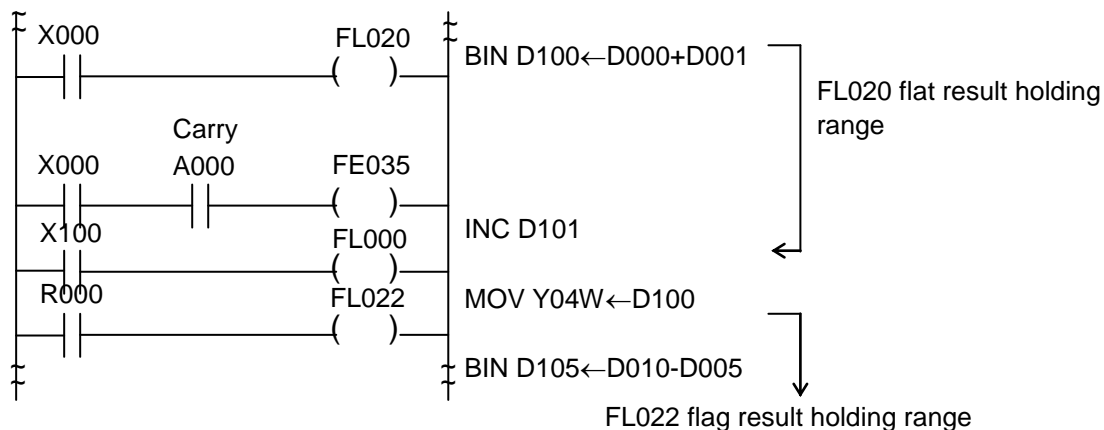 X000 FL020
BIN D100←D000+D001
FL020 flat result holding
range
Carry
X000 A000 FE035
INC D101
X100 FL000
MOV Y04W←D100
R000 FL022
BIN D105←D010-D005
FL022 flag result holding range